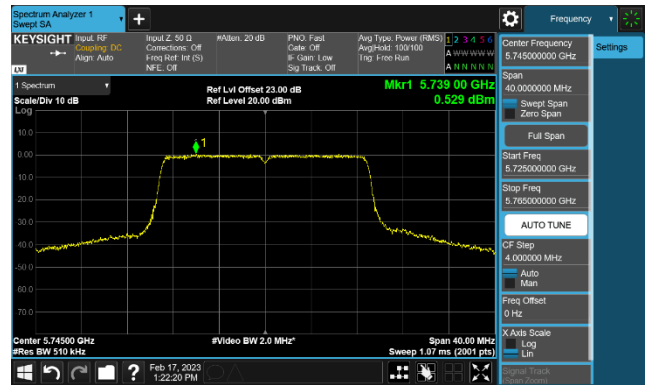 Spectrum Analyzer 1
Swept SA
Frequency
KEYSIGHT
Input: RF
Coupling: DC
Align: Auto
Input Z: 50 Ω
Corrections: Off
Freq Ref: Int (S)
NFE: Off
#Atten: 20 dB
PNO: Fast
Gate: Off
IF Gain: Low
Sig Track: Off
Avg Type: Power (RMS)
Avg|Hold: 100/100
Trig: Free Run
1 2 3 4 5 6
A W W W W W
A N N N N N
LXI
1 Spectrum
Scale/Div 10 dB
Log
Ref Lvl Offset 23.00 dB
Ref Level 20.00 dBm
Mkr1 5.739 00 GHz
0.529 dBm
1
10.0
0.00
-10.0
-20.0
-30.0
-40.0
-50.0
-60.0
-70.0
Center 5.74500 GHz
#Res BW 510 kHz
#Video BW 2.0 MHz*
Span 40.00 MHz
Sweep 1.07 ms (2001 pts)
Center Frequency
5.745000000 GHz
Settings
Span
40.0000000 MHz
Swept Span
Zero Span
Full Span
Start Freq
5.725000000 GHz
Stop Freq
5.765000000 GHz
AUTO TUNE
CF Step
4.000000 MHz
Auto
Man
Freq Offset
0 Hz
X Axis Scale
Log
Lin
Signal Track
(Span Zoom)
?
Feb 17, 2023
1:22:20 PM